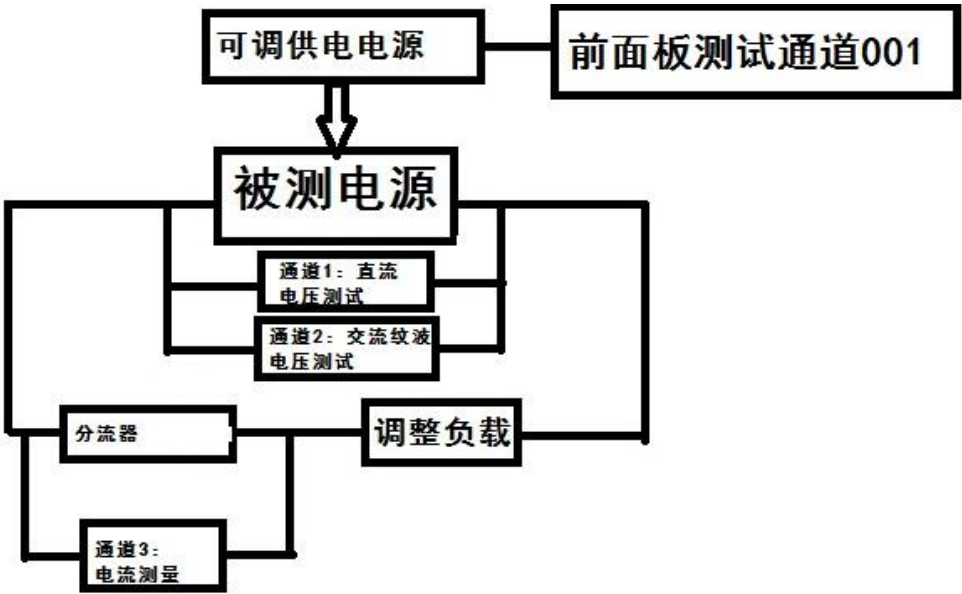 可调供电电源
前面板测试通道001
被测电源
通道1：直流
电压测试
通道2：交流纹波
电压测试
分流器
调整负载
通道3：
电流测量